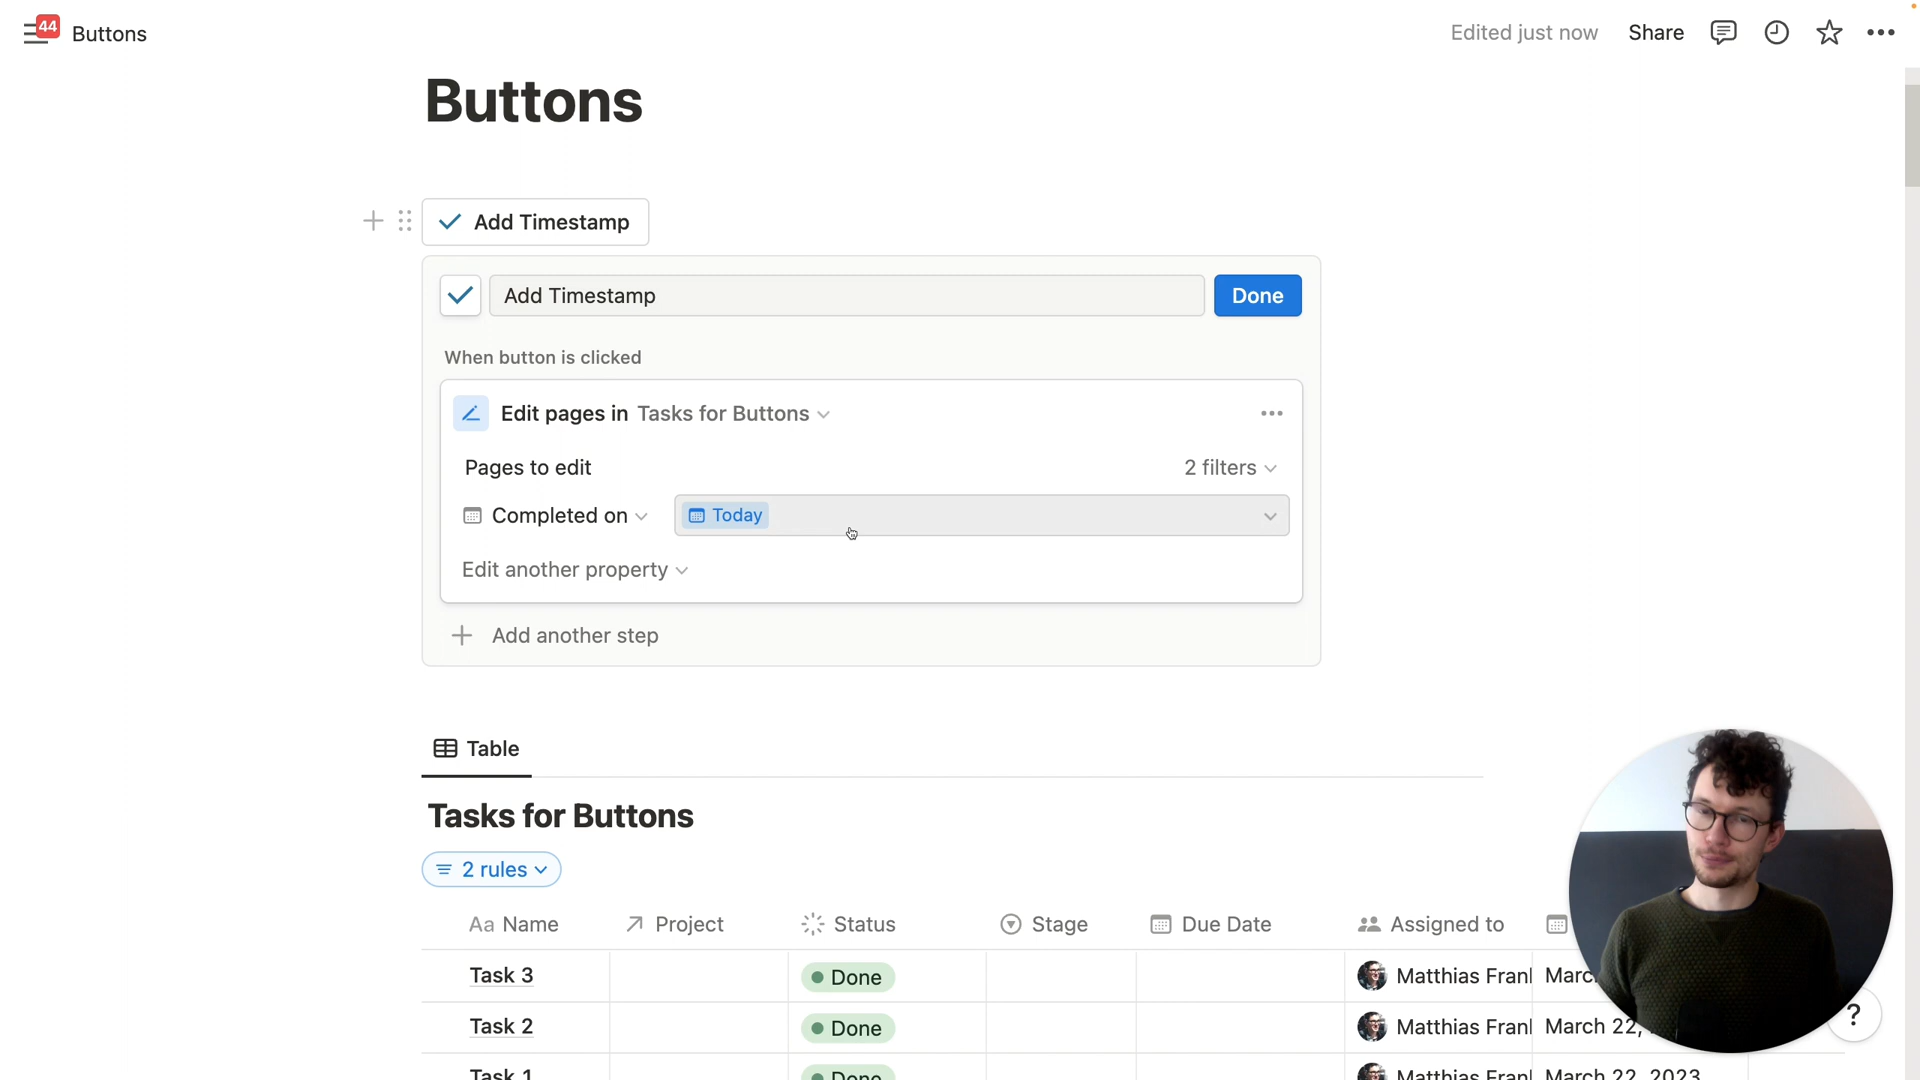 44 Buttons Edited just now Share
Buttons
Add Timestamp
Add Timestamp Done
When button is clicked
Edit pages in Tasks for Buttons
Pages to edit 2 filters
Completed on Today
Edit another property
Add another step
Table
Tasks for Buttons
2 rules
Aa Name Project Status Stage Due Date Assigned to
Task 3 Done Matthias Franl Marc
Task 2 Done Matthias Franl March 22,
?
Task 1 Done Matthias Franl March 22, 2023